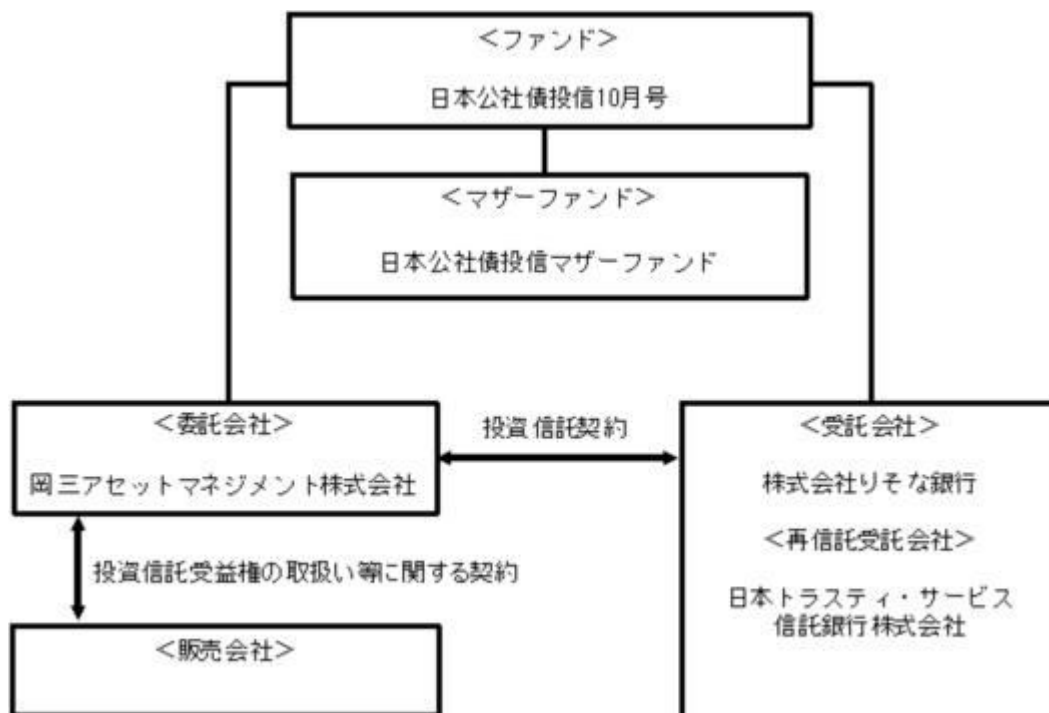 ＜ファンド＞
日本公社債投信10月号
＜マザーファンド＞
日本公社債投信マザーファンド
＜委託会社＞
岡三アセットマネジメント株式会社
投資信託契約
＜受託会社＞
株式会社りそな銀行
＜再信託受託会社＞
日本トラスティ・サービス
信託銀行株式会社
投資信託受益権の取扱い等に関する契約
＜販売会社＞